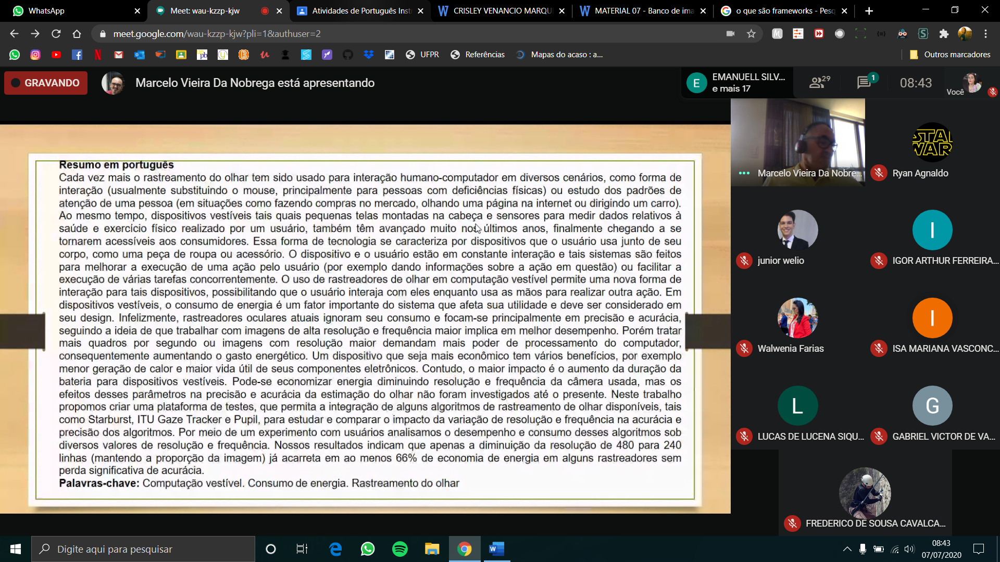 WhatsApp
Meet: wau-kzzp-kjw
Atividades de Português Inst
CRISLEY VENANCIO MARQU
MATERIAL 07 - Banco de ima
o que são frameworks - Pesq
meet.google.com/wau-kzzp-kjw?pli=1&authuser=2
UFPR
Referências
Mapas do acaso : a...
Outros marcadores
GRAVANDO
Marcelo Vieira Da Nobrega está apresentando
E
EMANUELL SILV...
e mais 17
29
1
08:43
Você
Resumo em português
Cada vez mais o rastreamento do olhar tem sido usado para interação humano-computador em diversos cenários, como forma de
interação (usualmente substituindo o mouse, principalmente para pessoas com deficiências físicas) ou estudo dos padrões de
atenção de uma pessoa (em situações como fazendo compras no mercado, olhando uma página na internet ou dirigindo um carro).
Ao mesmo tempo, dispositivos vestíveis tais quais pequenas telas montadas na cabeça e sensores para medir dados relativos à
saúde e exercício físico realizado por um usuário, também têm avançado muito nos últimos anos, finalmente chegando a se
tornarem acessíveis aos consumidores. Essa forma de tecnologia se caracteriza por dispositivos que o usuário usa junto de seu
corpo, como uma peça de roupa ou acessório. O dispositivo e o usuário estão em constante interação e tais sistemas são feitos
para melhorar a execução de uma ação pelo usuário (por exemplo dando informações sobre a ação em questão) ou facilitar a
execução de várias tarefas concorrentemente. O uso de rastreadores de olhar em computação vestível permite uma nova forma de
interação para tais dispositivos, possibilitando que o usuário interaja com eles enquanto usa as mãos para realizar outra ação. Em
dispositivos vestíveis, o consumo de energia é um fator importante do sistema que afeta sua utilidade e deve ser considerado em
seu design. Infelizmente, rastreadores oculares atuais ignoram seu consumo e focam-se principalmente em precisão e acurácia,
seguindo a ideia de que trabalhar com imagens de alta resolução e frequência maior implica em melhor desempenho. Porém tratar
mais quadros por segundo ou imagens com resolução maior demandam mais poder de processamento do computador,
consequentemente aumentando o gasto energético. Um dispositivo que seja mais econômico tem vários benefícios, por exemplo
menor geração de calor e maior vida útil de seus componentes eletrônicos. Contudo, o maior impacto é o aumento da duração da
bateria para dispositivos vestíveis. Pode-se economizar energia diminuindo resolução e frequência da câmera usada, mas os
efeitos desses parâmetros na precisão e acurácia da estimação do olhar não foram investigados até o presente. Neste trabalho
propomos criar uma plataforma de testes, que permita a integração de alguns algoritmos de rastreamento de olhar disponíveis, tais
como Starburst, ITU Gaze Tracker e Pupil, para estudar e comparar o impacto da variação de resolução e frequência na acurácia e
precisão dos algoritmos. Por meio de um experimento com usuários analisamos o desempenho e consumo desses algoritmos sob
diversos valores de resolução e frequência. Nossos resultados indicam que apenas a diminuição da resolução de 480 para 240
linhas (mantendo a proporção da imagem) já acarreta em ao menos 66% de economia de energia em alguns rastreadores sem
perda significativa de acurácia.
Palavras-chave: Computação vestível. Consumo de energia. Rastreamento do olhar
Marcelo Vieira Da Nobre...
STAR WARS
Ryan Agnaldo
junior welio
I
IGOR ARTHUR FERREIRA...
Walwenia Farias
I
ISA MARIANA VASCONC...
L
LUCAS DE LUCENA SIQU...
G
GABRIEL VICTOR DE VA...
FREDERICO DE SOUSA CAVALCA...
Digite aqui para pesquisar
08:43
07/07/2020